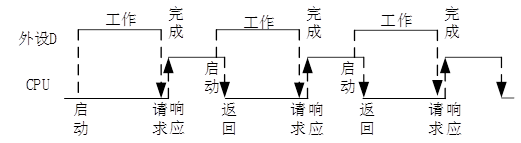 工作 完成 工作 完成 工作 完成
外设D
启动 启动
CPU
启动 请求 响应 返回 请求 响应 返回 请求 响应